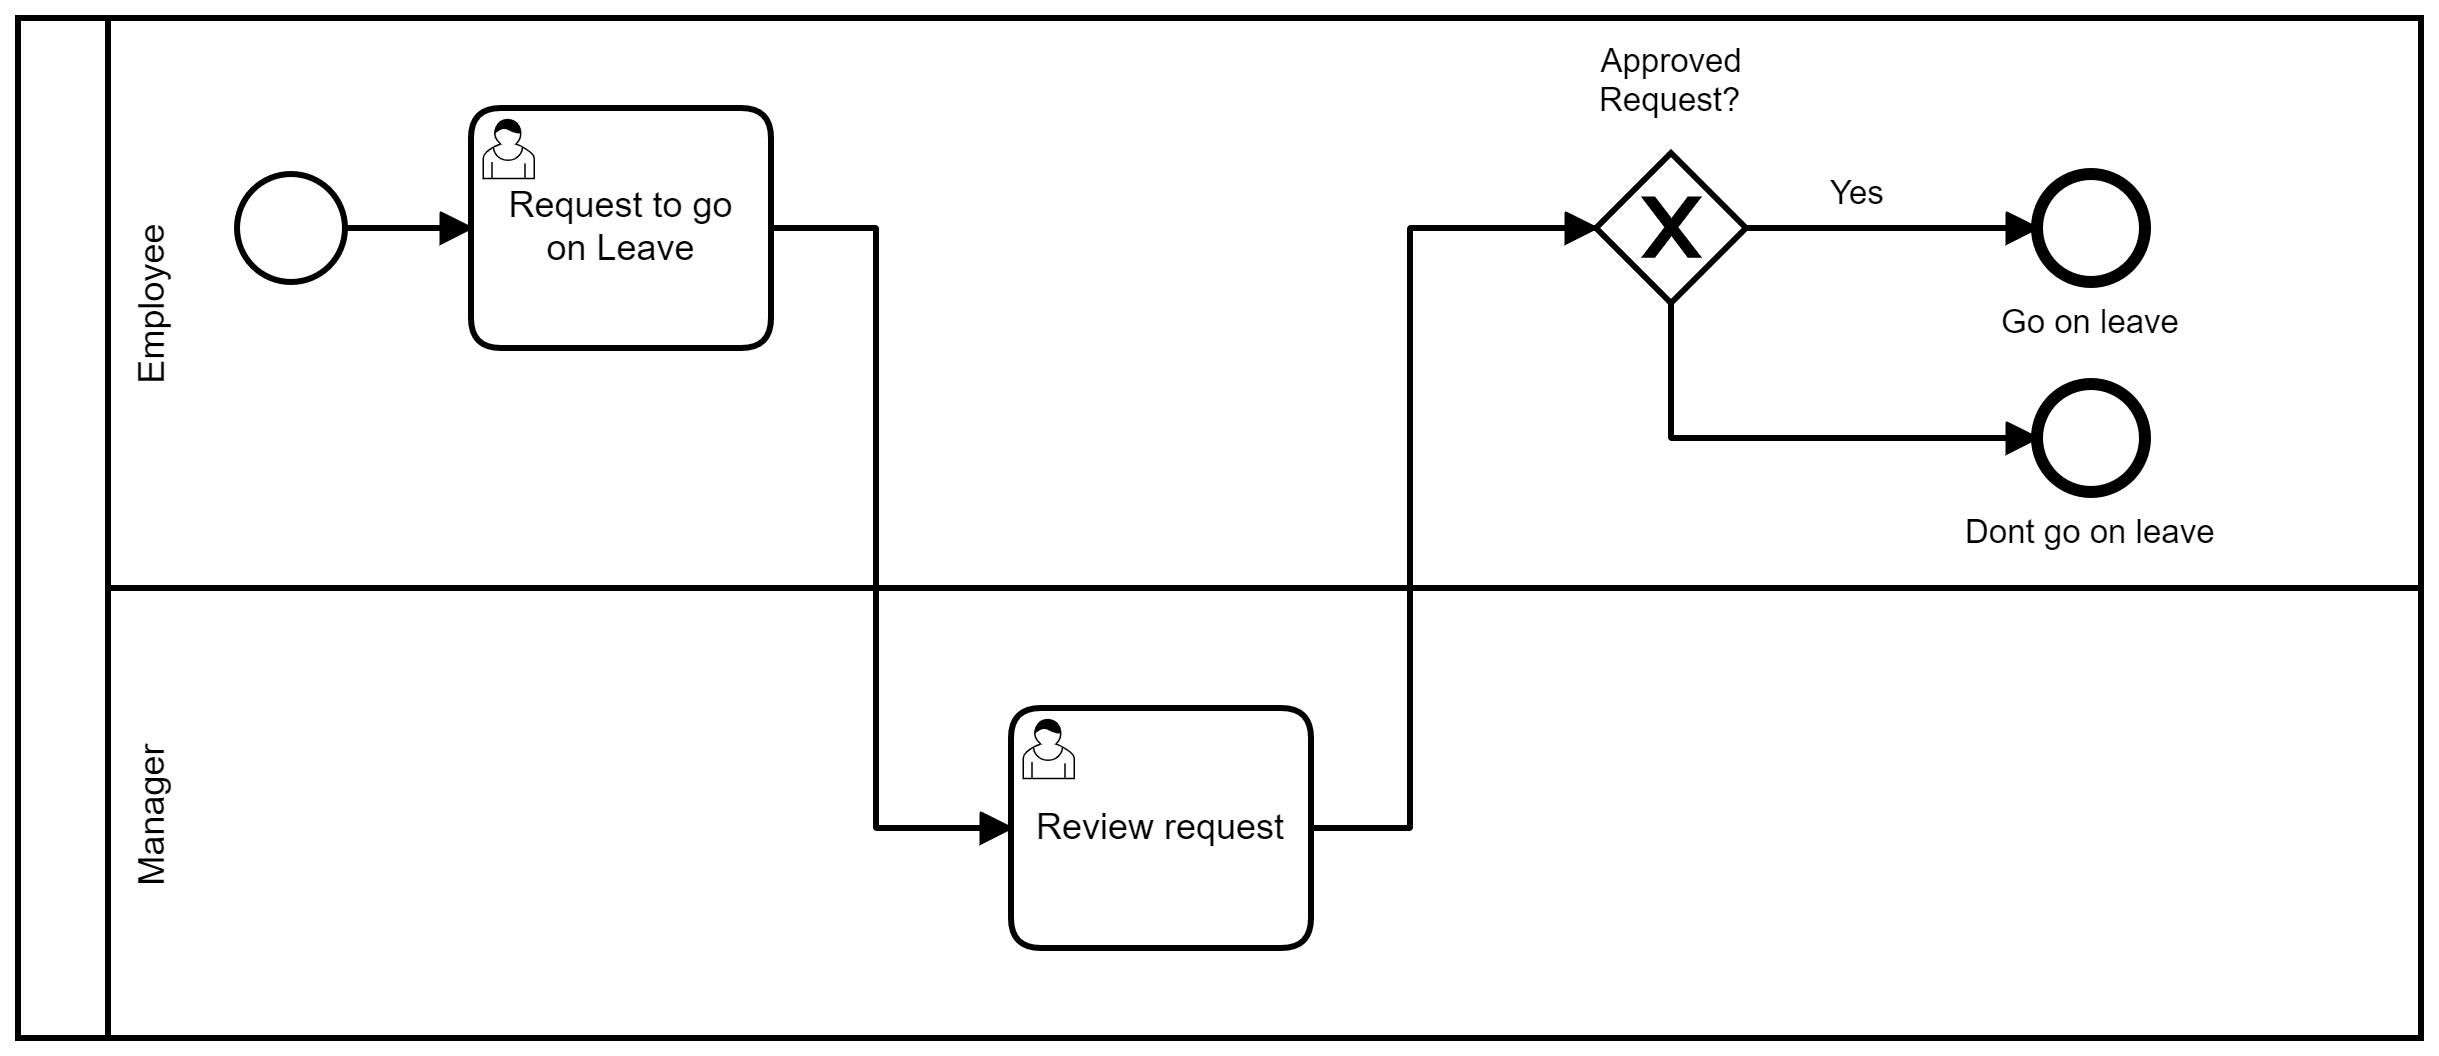 Employee
Request to go
on Leave
Approved
Request?
Yes
Go on leave
Dont go on leave
Manager
Review request